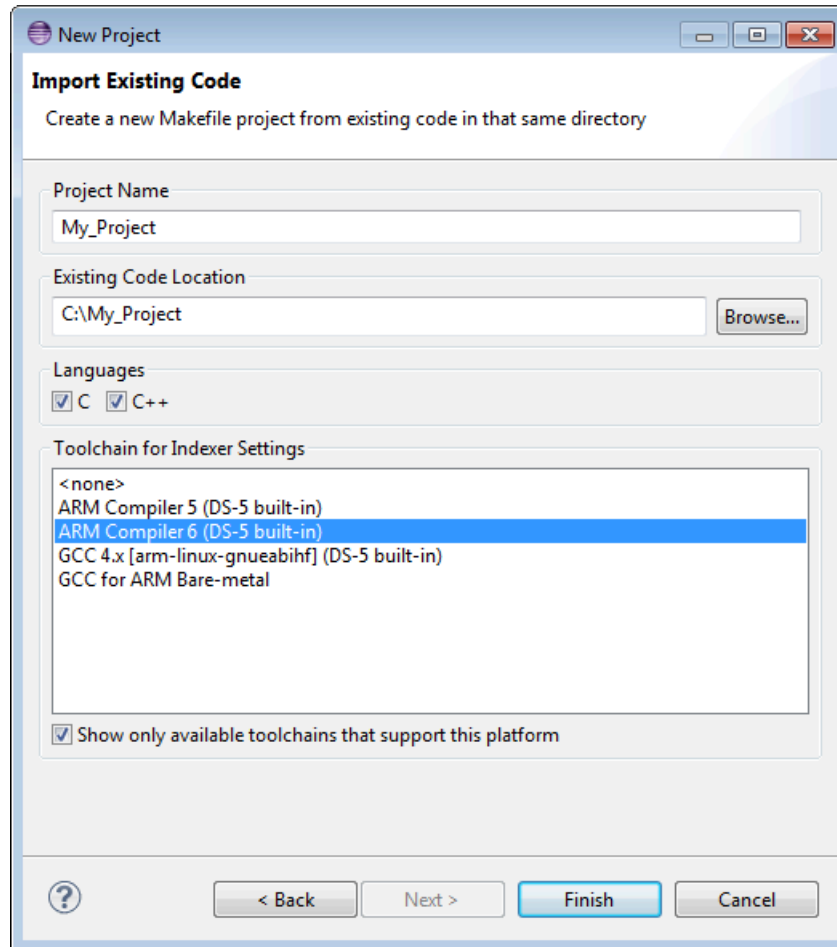 New Project
Import Existing Code
Create a new Makefile project from existing code in that same directory
Project Name
My_Project
Existing Code Location
C:\My_Project
Browse...
Languages
C C++
Toolchain for Indexer Settings
<none>
ARM Compiler 5 (DS-5 built-in)
ARM Compiler 6 (DS-5 built-in)
GCC 4.x [arm-linux-gnueabihf] (DS-5 built-in)
GCC for ARM Bare-metal
Show only available toolchains that support this platform
? < Back Next > Finish Cancel